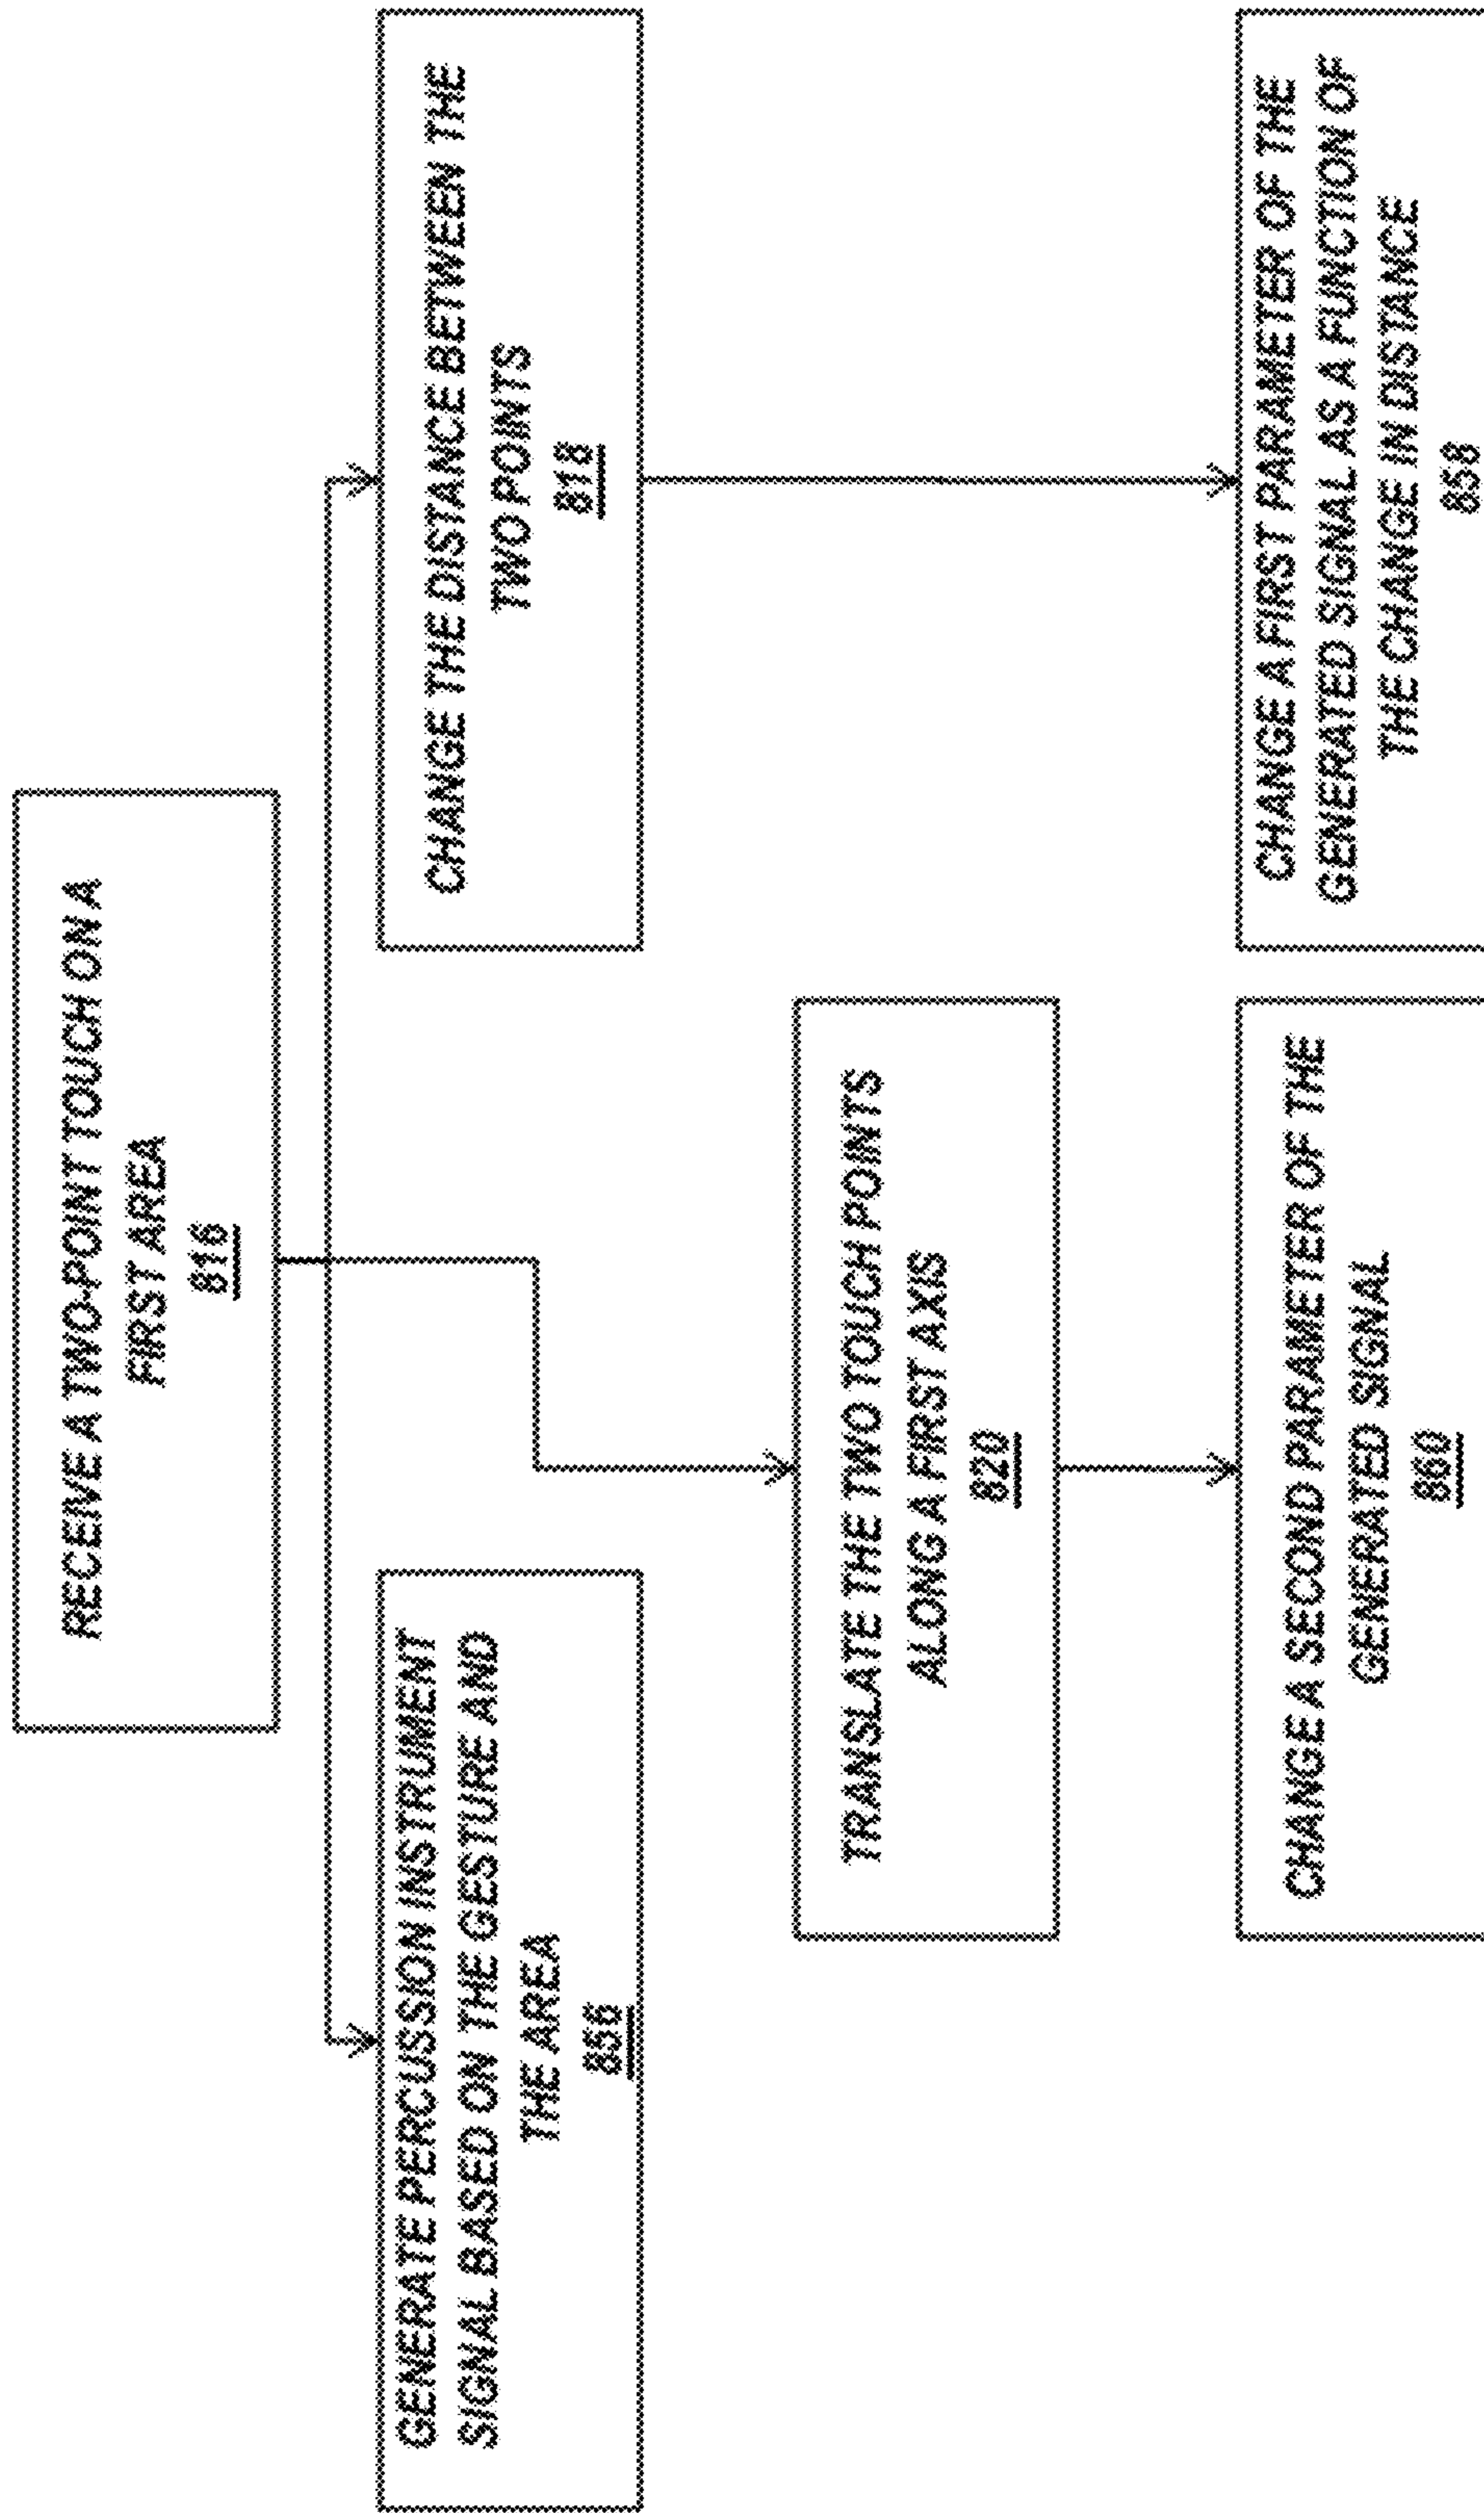 RECEIVE A TWO-POINT TOUCH ON A
FIRST AREA
816
GENERATE PERCUSSION INSTRUMENT
SIGNAL BASED ON THE GESTURE AND
THE AREA
856
CHANGE THE DISTANCE BETWEEN THE
TWO POINTS
818
TRANSLATE THE TWO TOUCH POINTS
ALONG A FIRST AXIS
820
CHANGE A SECOND PARAMETER OF THE
GENERATED SIGNAL
860
CHANGE A FIRST PARAMETER OF THE
GENERATED SIGNAL AS A FUNCTION OF
THE CHANGE IN DISTANCE
858